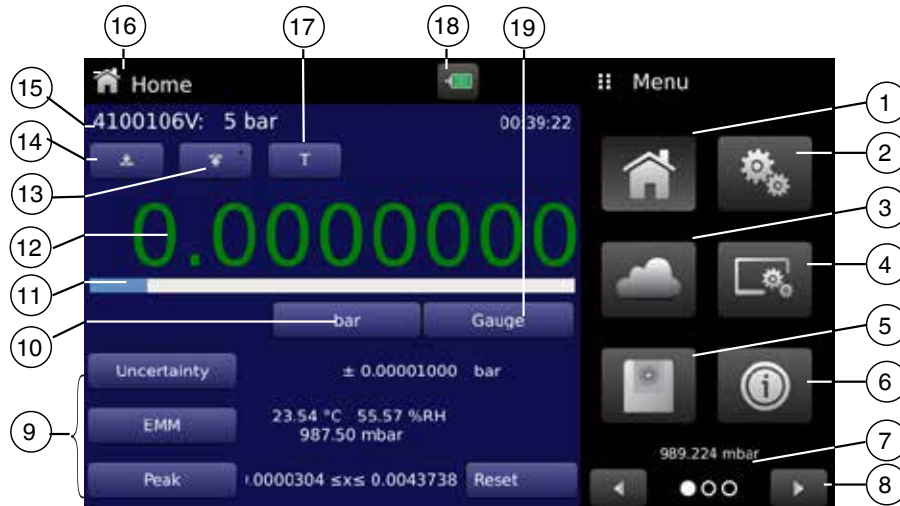 16 17 18 19
Home Menu
15 4100106V: 5 bar 00:39:22 1
14 T 2
13 3
12 0.0000000
11 4
bar Gauge
10 5
Uncertainty ± 0.00001000 bar
6
9 EMM 23.54 °C 55.57 %RH
987.50 mbar
989.224 mbar 7
Peak .0000304 ≤x≤ 0.0043738 Reset 8